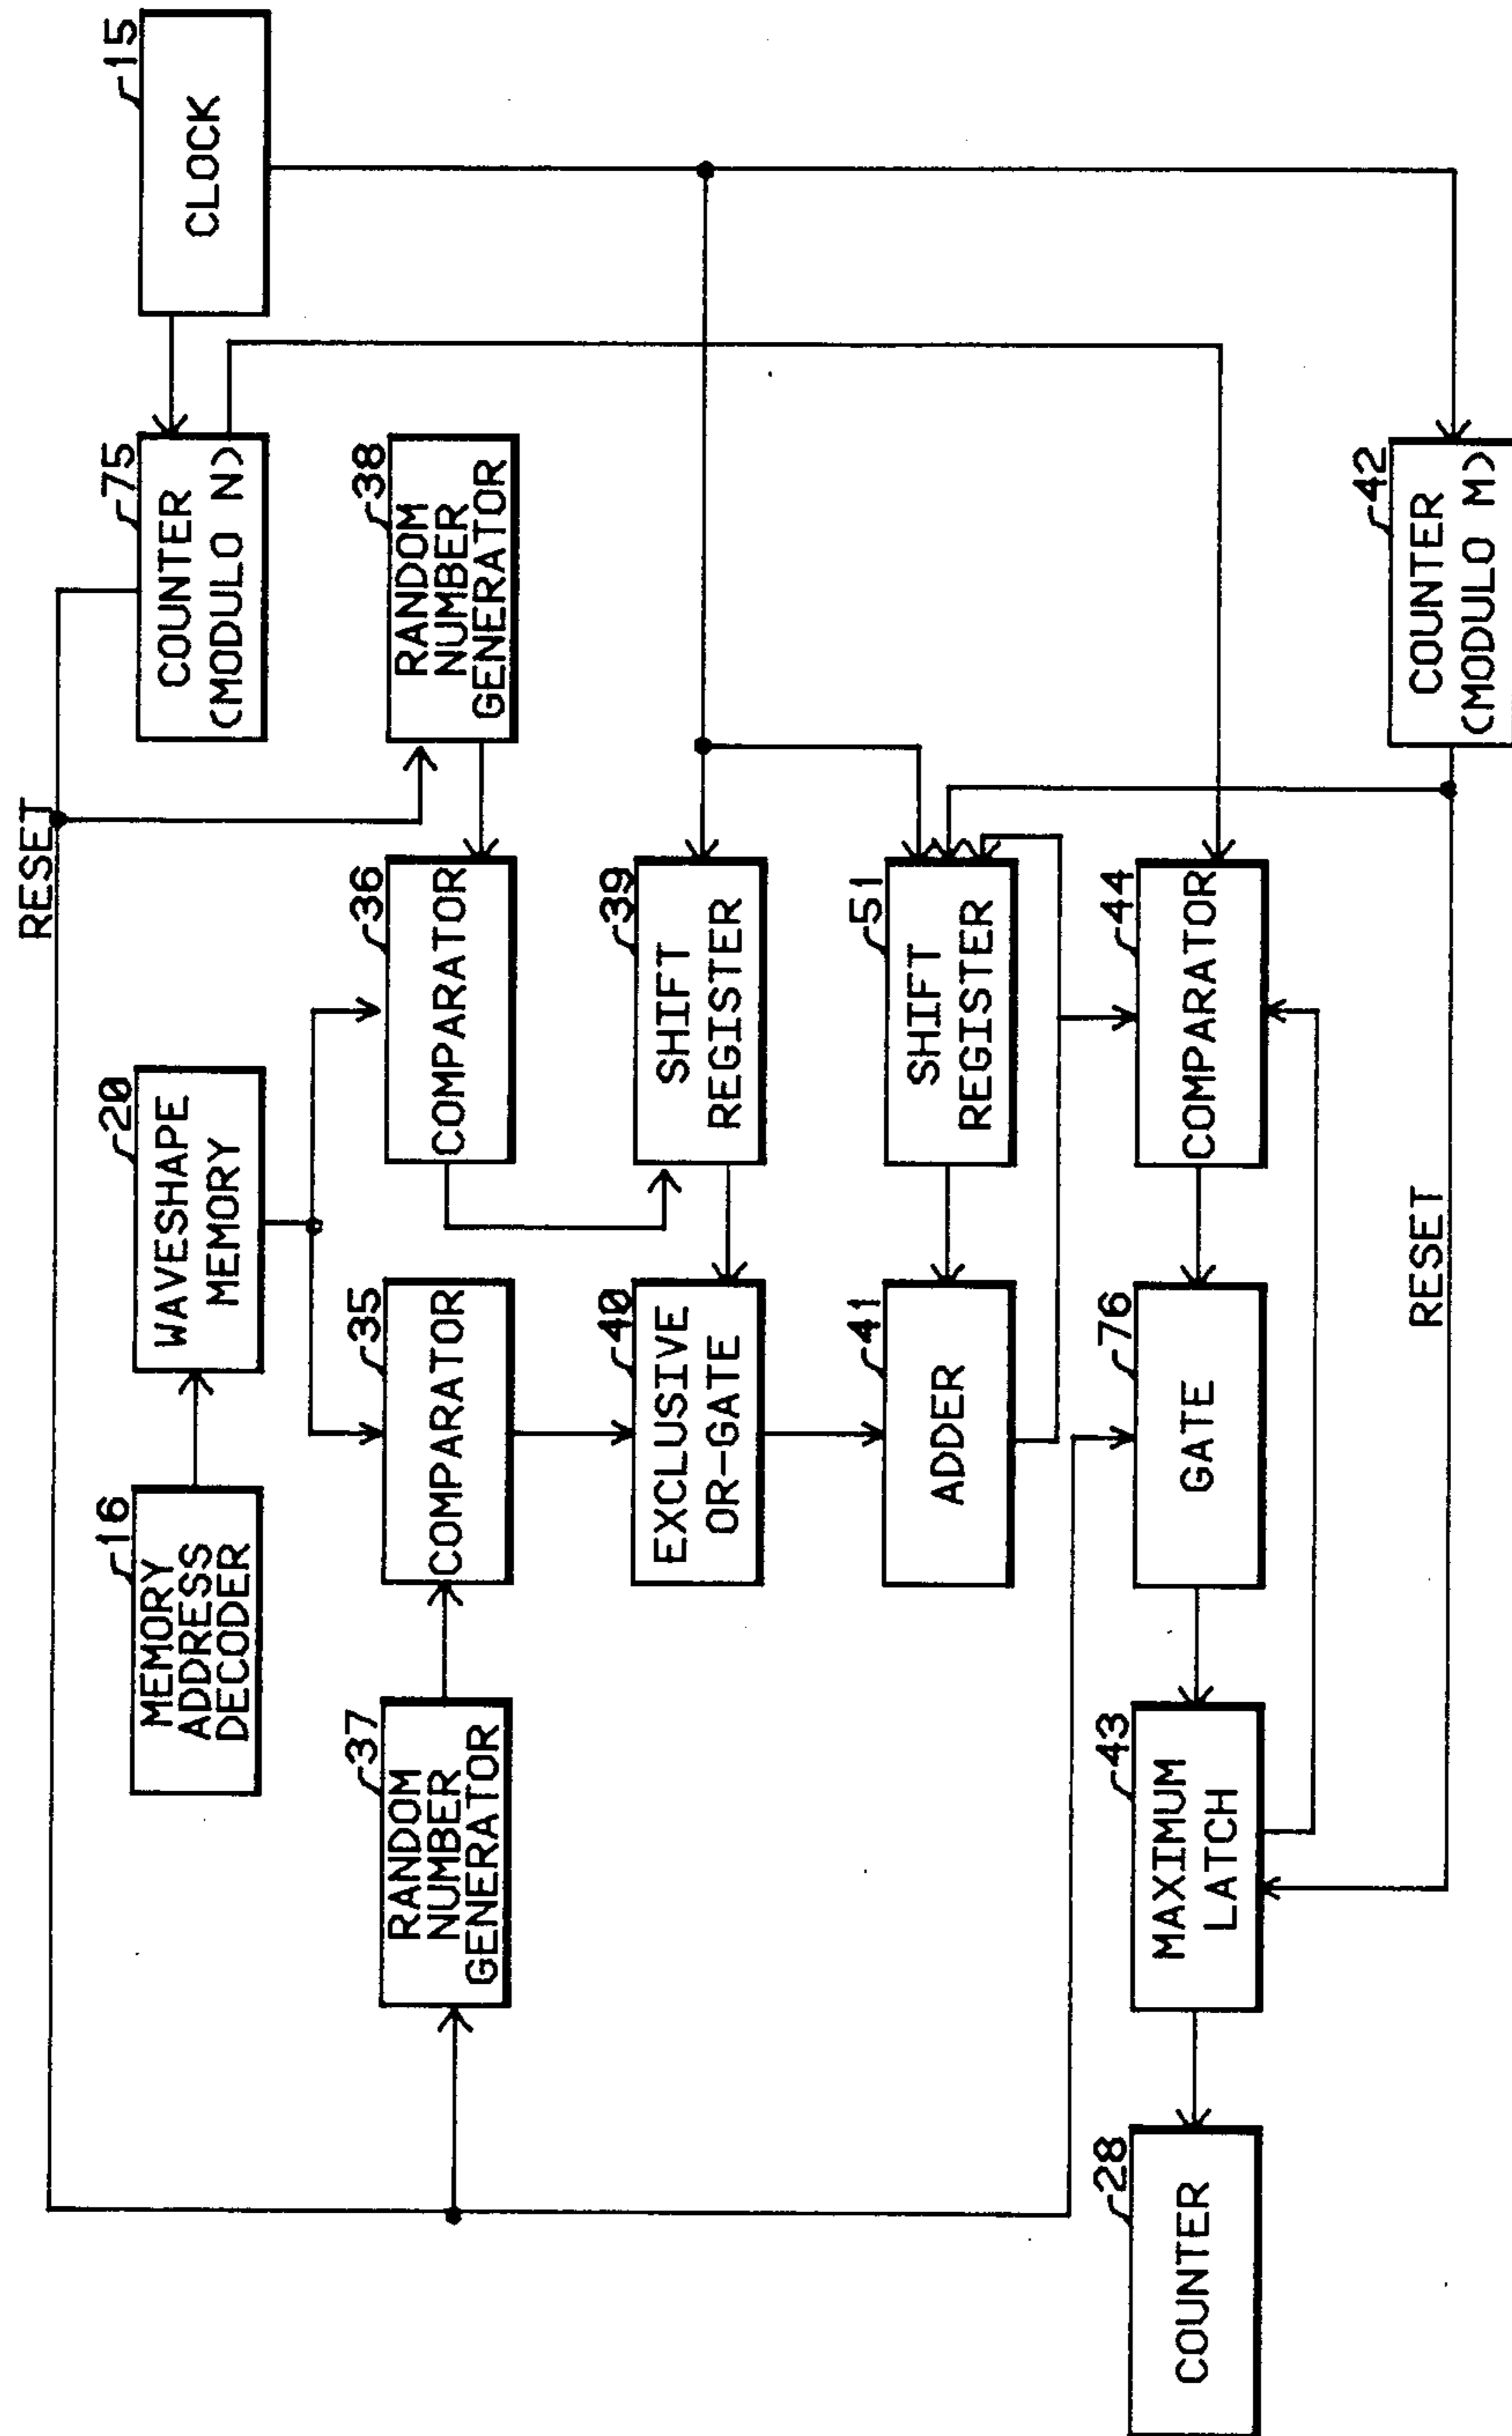 RESET
16
MEMORY
ADDRESS
DECODER
20
WAVESHAPE
MEMORY
75
COUNTER
(MODULO N)
15
CLOCK
37
RANDOM
NUMBER
GENERATOR
35
COMPARATOR
36
COMPARATOR
38
RANDOM
NUMBER
GENERATOR
40
EXCLUSIVE
OR-GATE
39
SHIFT
REGISTER
41
ADDER
51
SHIFT
REGISTER
28
COUNTER
43
MAXIMUM
LATCH
76
GATE
44
COMPARATOR
RESET
42
COUNTER
(MODULO M)